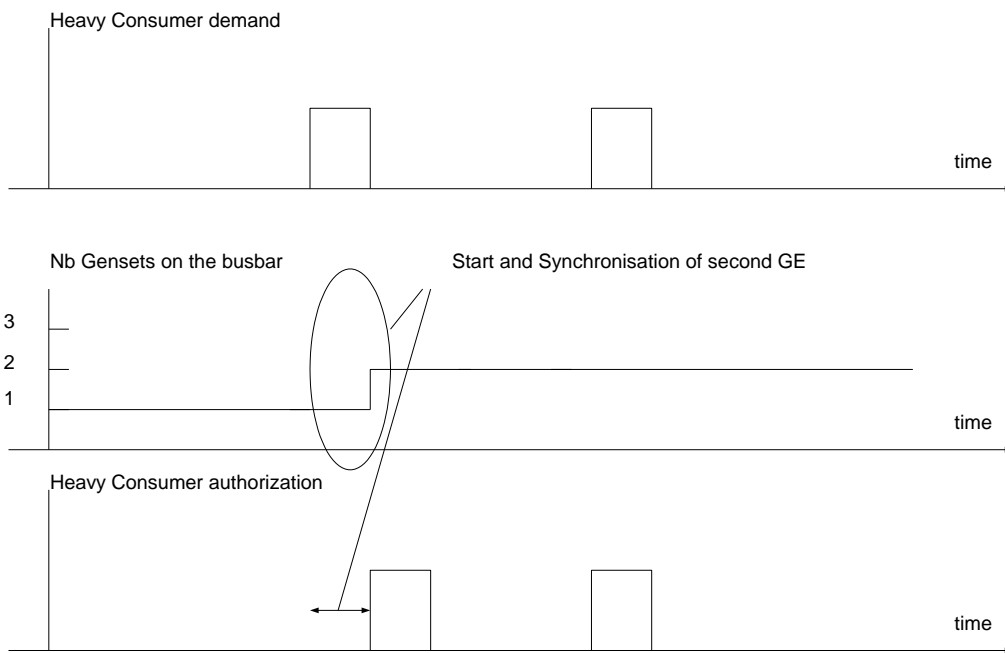 Heavy Consumer demand
time
Nb Gensets on the busbar
Start and Synchronisation of second GE
3
2
1
time
Heavy Consumer authorization
time